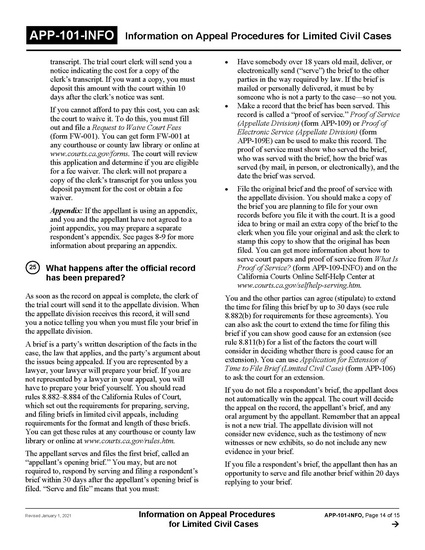 APP-101-INFO Information on Appeal Procedures for Limited Civil Cases
transcript. The trial court clerk will send you a
notice indicating the cost for a copy of the
clerk's transcript. If you want a copy, you must
deposit this amount with the court within 10
days after the clerk's notice was sent.
If you cannot afford to pay this cost, you can ask
the court to waive it. To do this, you must fill
out and file a Request to Waive Court Fees
(form FW-001). You can get form FW-001 at
any courthouse or county law library or online at
www.courts.ca.gov/forms. The court will review
this application and determine if you are eligible
for a fee waiver. The clerk will not prepare a
copy of the clerk's transcript for you unless you
deposit payment for the cost or obtain a fee
waiver.
Appendix: If the appellant is using an appendix,
and you and the appellant have not agreed to a
joint appendix, you may prepare a separate
respondent's appendix. See pages 8-9 for more
information about preparing an appendix.
25 What happens after the official record
has been prepared?
As soon as the record on appeal is complete, the clerk of
the trial court will send it to the appellate division. When
the appellate division receives this record, it will send
you a notice telling you when you must file your brief in
the appellate division.
A brief is a party's written description of the facts in the
case, the law that applies, and the party's argument about
the issues being appealed. If you are represented by a
lawyer, your lawyer will prepare your brief. If you are
not represented by a lawyer in your appeal, you will
have to prepare your brief yourself. You should read
rules 8.882–8.884 of the California Rules of Court,
which set out the requirements for preparing, serving,
and filing briefs in limited civil appeals, including
requirements for the format and length of these briefs.
You can get these rules at any courthouse or county law
library or online at www.courts.ca.gov/rules.htm.
The appellant serves and files the first brief, called an
"appellant's opening brief." You may, but are not
required to, respond by serving and filing a respondent's
brief within 30 days after the appellant's opening brief is
filed. "Serve and file" means that you must:
• Have somebody over 18 years old mail, deliver, or
electronically send ("serve") the brief to the other
parties in the way required by law. If the brief is
mailed or personally delivered, it must be by
someone who is not a party to the case—so not you.
• Make a record that the brief has been served. This
record is called a "proof of service." Proof of Service
(Appellate Division) (form APP-109) or Proof of
Electronic Service (Appellate Division) (form
APP-109E) can be used to make this record. The
proof of service must show who served the brief,
who was served with the brief, how the brief was
served (by mail, in person, or electronically), and the
date the brief was served.
• File the original brief and the proof of service with
the appellate division. You should make a copy of
the brief you are planning to file for your own
records before you file it with the court. It is a good
idea to bring or mail an extra copy of the brief to the
clerk when you file your original and ask the clerk to
stamp this copy to show that the original has been
filed. You can get more information about how to
serve court papers and proof of service from What Is
Proof of Service? (form APP-109-INFO) and on the
California Courts Online Self-Help Center at
www.courts.ca.gov/selfhelp-serving.htm.
You and the other parties can agree (stipulate) to extend
the time for filing this brief by up to 30 days (see rule
8.882(b) for requirements for these agreements). You
can also ask the court to extend the time for filing this
brief if you can show good cause for an extension (see
rule 8.811(b) for a list of the factors the court will
consider in deciding whether there is good cause for an
extension). You can use Application for Extension of
Time to File Brief (Limited Civil Case) (form APP-106)
to ask the court for an extension.
If you do not file a respondent's brief, the appellant does
not automatically win the appeal. The court will decide
the appeal on the record, the appellant's brief, and any
oral argument by the appellant. Remember that an appeal
is not a new trial. The appellate division will not
consider new evidence, such as the testimony of new
witnesses or new exhibits, so do not include any new
evidence in your brief.
If you file a respondent's brief, the appellant then has an
opportunity to serve and file another brief within 20 days
replying to your brief.
Revised January 1, 2021
Information on Appeal Procedures
for Limited Civil Cases
APP-101-INFO, Page 14 of 15
→